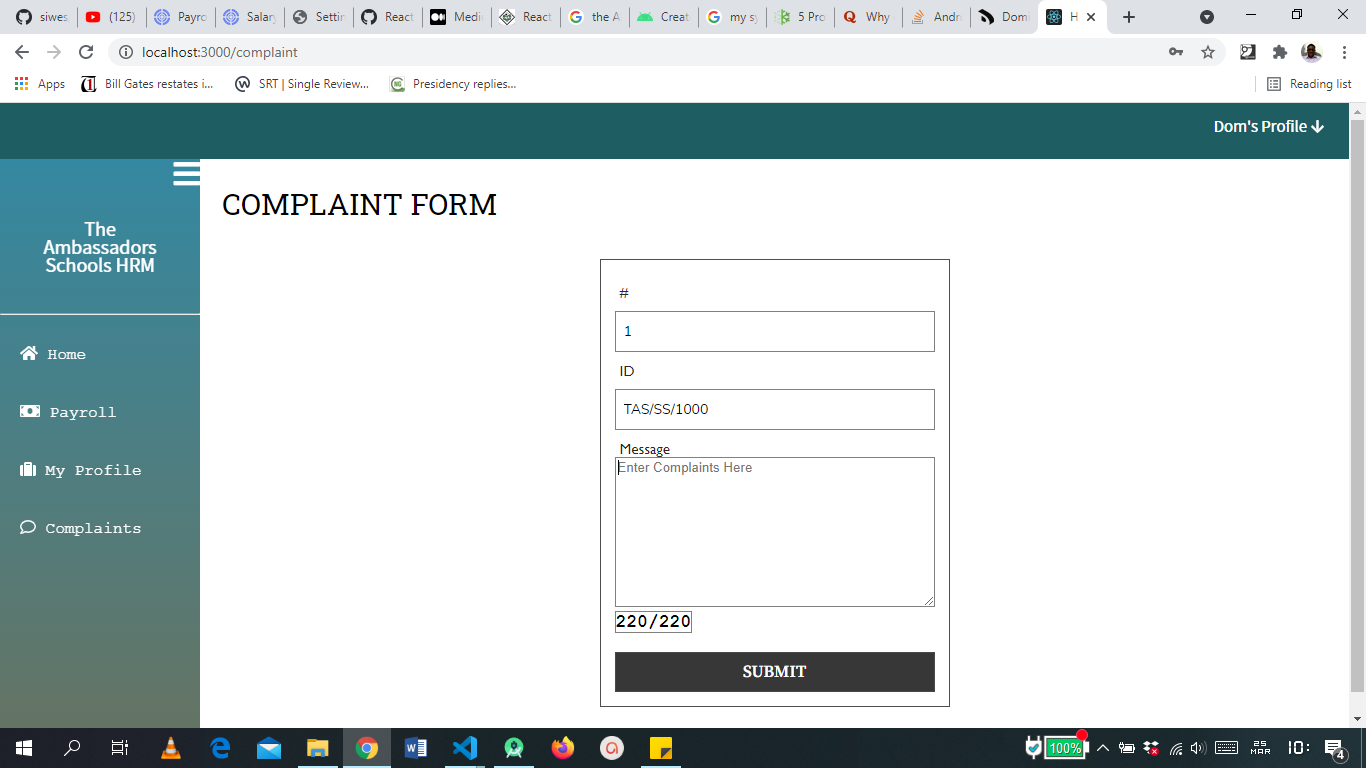 siwes
(125)
Payro
Salary
Settin
React
Medi
React
the A
Creat
my sy
5 Pro
Why
Andr
Dom
H
localhost:3000/complaint
Apps
Bill Gates restates i...
SRT | Single Review...
Presidency replies...
Reading list
Dom's Profile
The
Ambassadors
Schools HRM
Home
Payroll
My Profile
Complaints
COMPLAINT FORM
#
1
ID
TAS/SS/1000
Message
Enter Complaints Here
220/220
SUBMIT
100%
25
MAR
10:
4